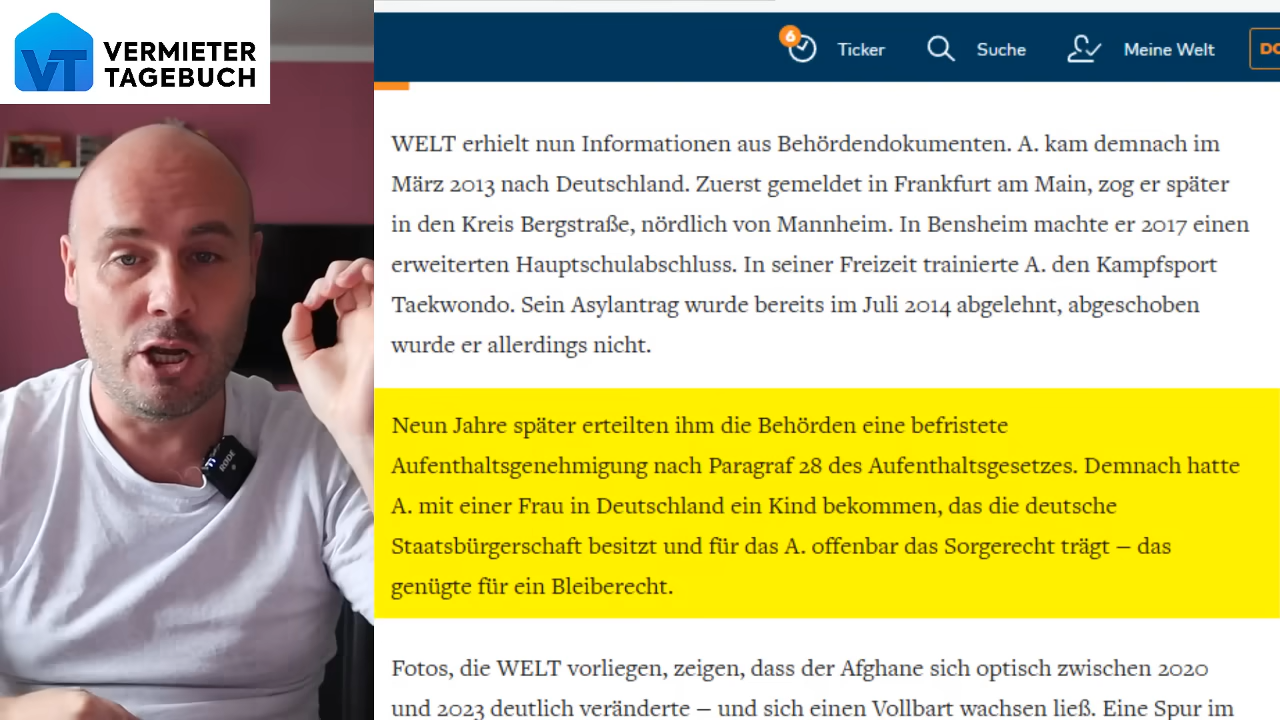 VT VERMIETER
TAGEBUCH
6 Ticker Suche Meine Welt
WELT erhielt nun Informationen aus Behördendokumenten. A. kam demnach im
März 2013 nach Deutschland. Zuerst gemeldet in Frankfurt am Main, zog er später
in den Kreis Bergstraße, nördlich von Mannheim. In Bensheim machte er 2017 einen
erweiterten Hauptschulabschluss. In seiner Freizeit trainierte A. den Kampfsport
Taekwondo. Sein Asylantrag wurde bereits im Juli 2014 abgelehnt, abgeschoben
wurde er allerdings nicht.
Neun Jahre später erteilten ihm die Behörden eine befristete
Aufenthaltsgenehmigung nach Paragraf 28 des Aufenthaltsgesetzes. Demnach hatte
A. mit einer Frau in Deutschland ein Kind bekommen, das die deutsche
Staatsbürgerschaft besitzt und für das A. offenbar das Sorgerecht trägt – das
genügte für ein Bleiberecht.
Fotos, die WELT vorliegen, zeigen, dass der Afghane sich optisch zwischen 2020
und 2023 deutlich veränderte – und sich einen Vollbart wachsen ließ. Eine Spur im
RODE